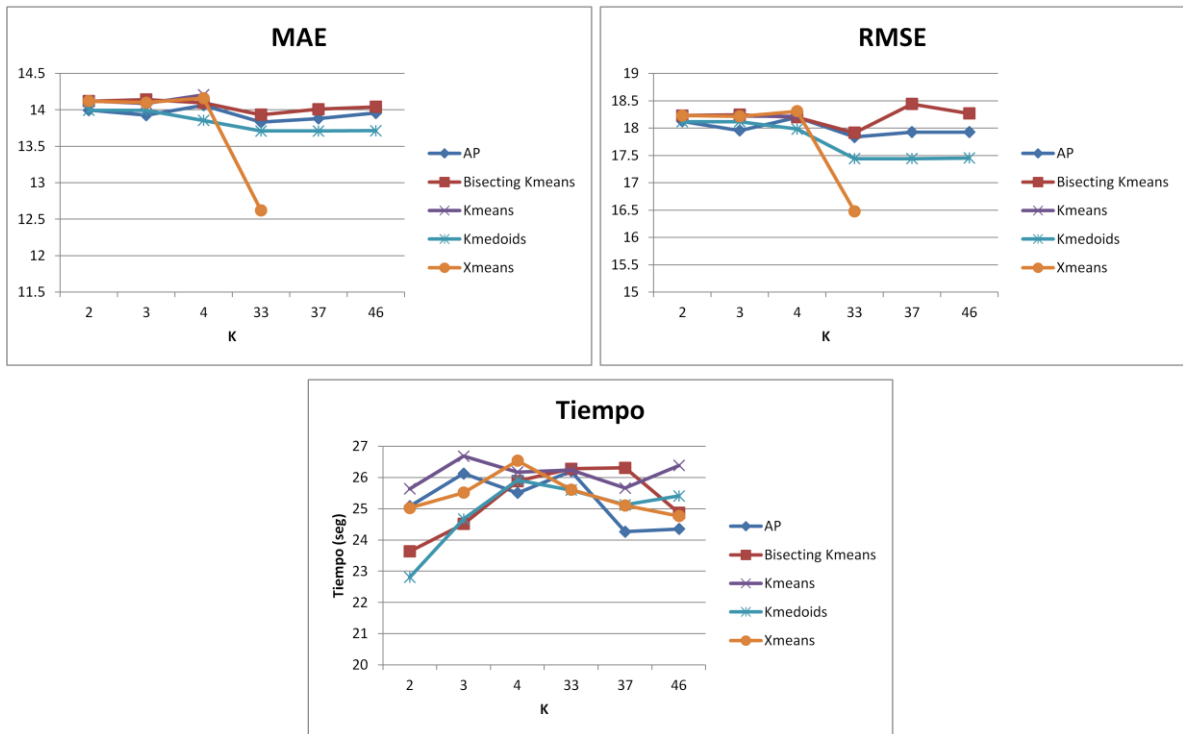 MAE
14.5
14
13.5
13
12.5
12
11.5
2 3 4 33 37 46
K
AP
Bisecting Kmeans
Kmeans
Kmedoids
Xmeans
RMSE
19
18.5
18
17.5
17
16.5
16
15.5
15
2 3 4 33 37 46
K
AP
Bisecting Kmeans
Kmeans
Kmedoids
Xmeans
Tiempo
Tiempo (seg)
27
26
25
24
23
22
21
20
2 3 4 33 37 46
K
AP
Bisecting Kmeans
Kmeans
Kmedoids
Xmeans